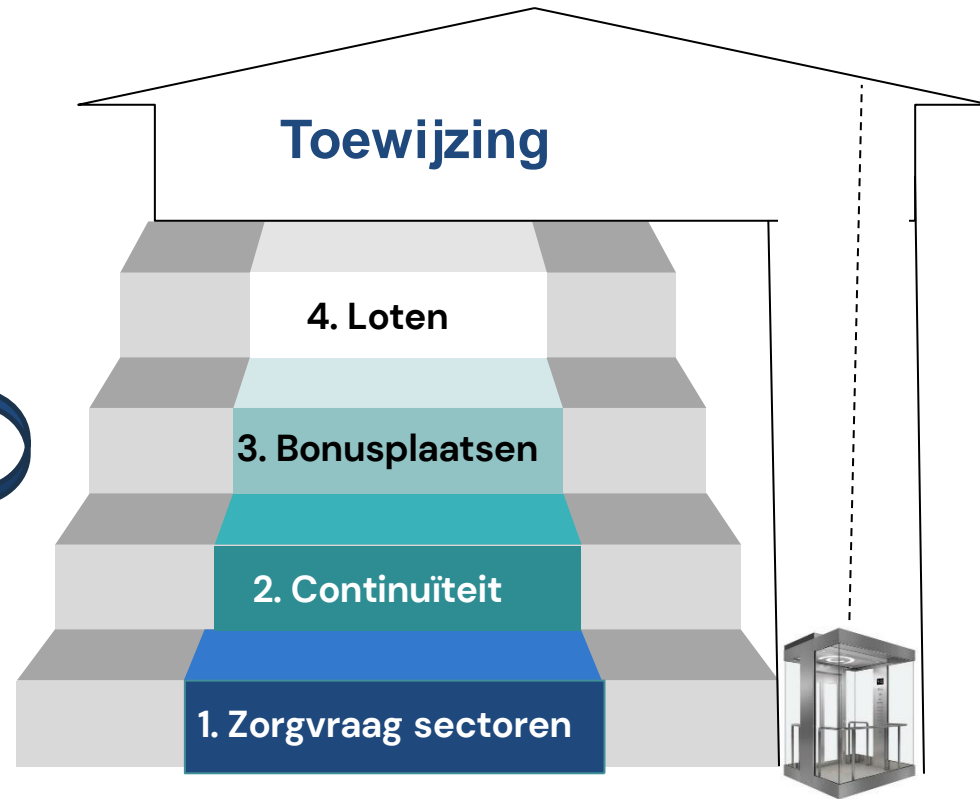 Toewijzing
4. Loten
3. Bonusplaatsen
2. Continuïteit
1. Zorgvraag sectoren